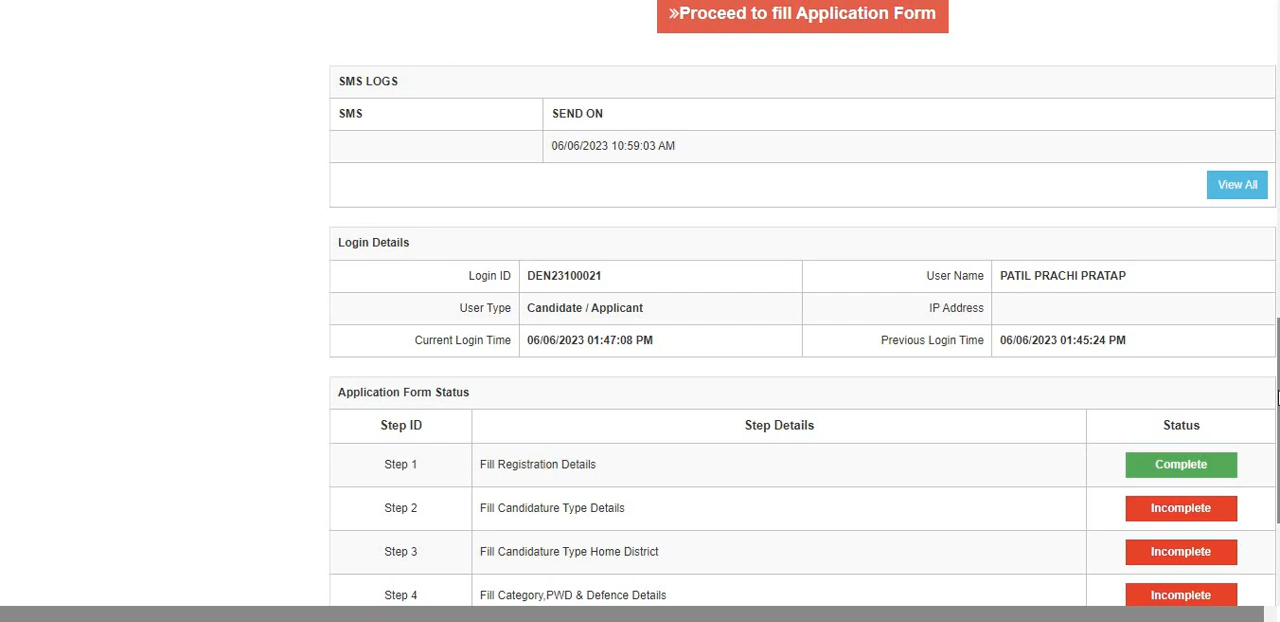 »Proceed to fill Application Form
SMS LOGS
SMS SEND ON
06/06/2023 10:59:03 AM
View All
Login Details
Login ID DEN23100021 User Name PATIL PRACHI PRATAP
User Type Candidate / Applicant IP Address
Current Login Time 06/06/2023 01:47:08 PM Previous Login Time 06/06/2023 01:45:24 PM
Application Form Status
Step ID Step Details Status
Step 1 Fill Registration Details Complete
Step 2 Fill Candidature Type Details Incomplete
Step 3 Fill Candidature Type Home District Incomplete
Step 4 Fill Category,PWD & Defence Details Incomplete